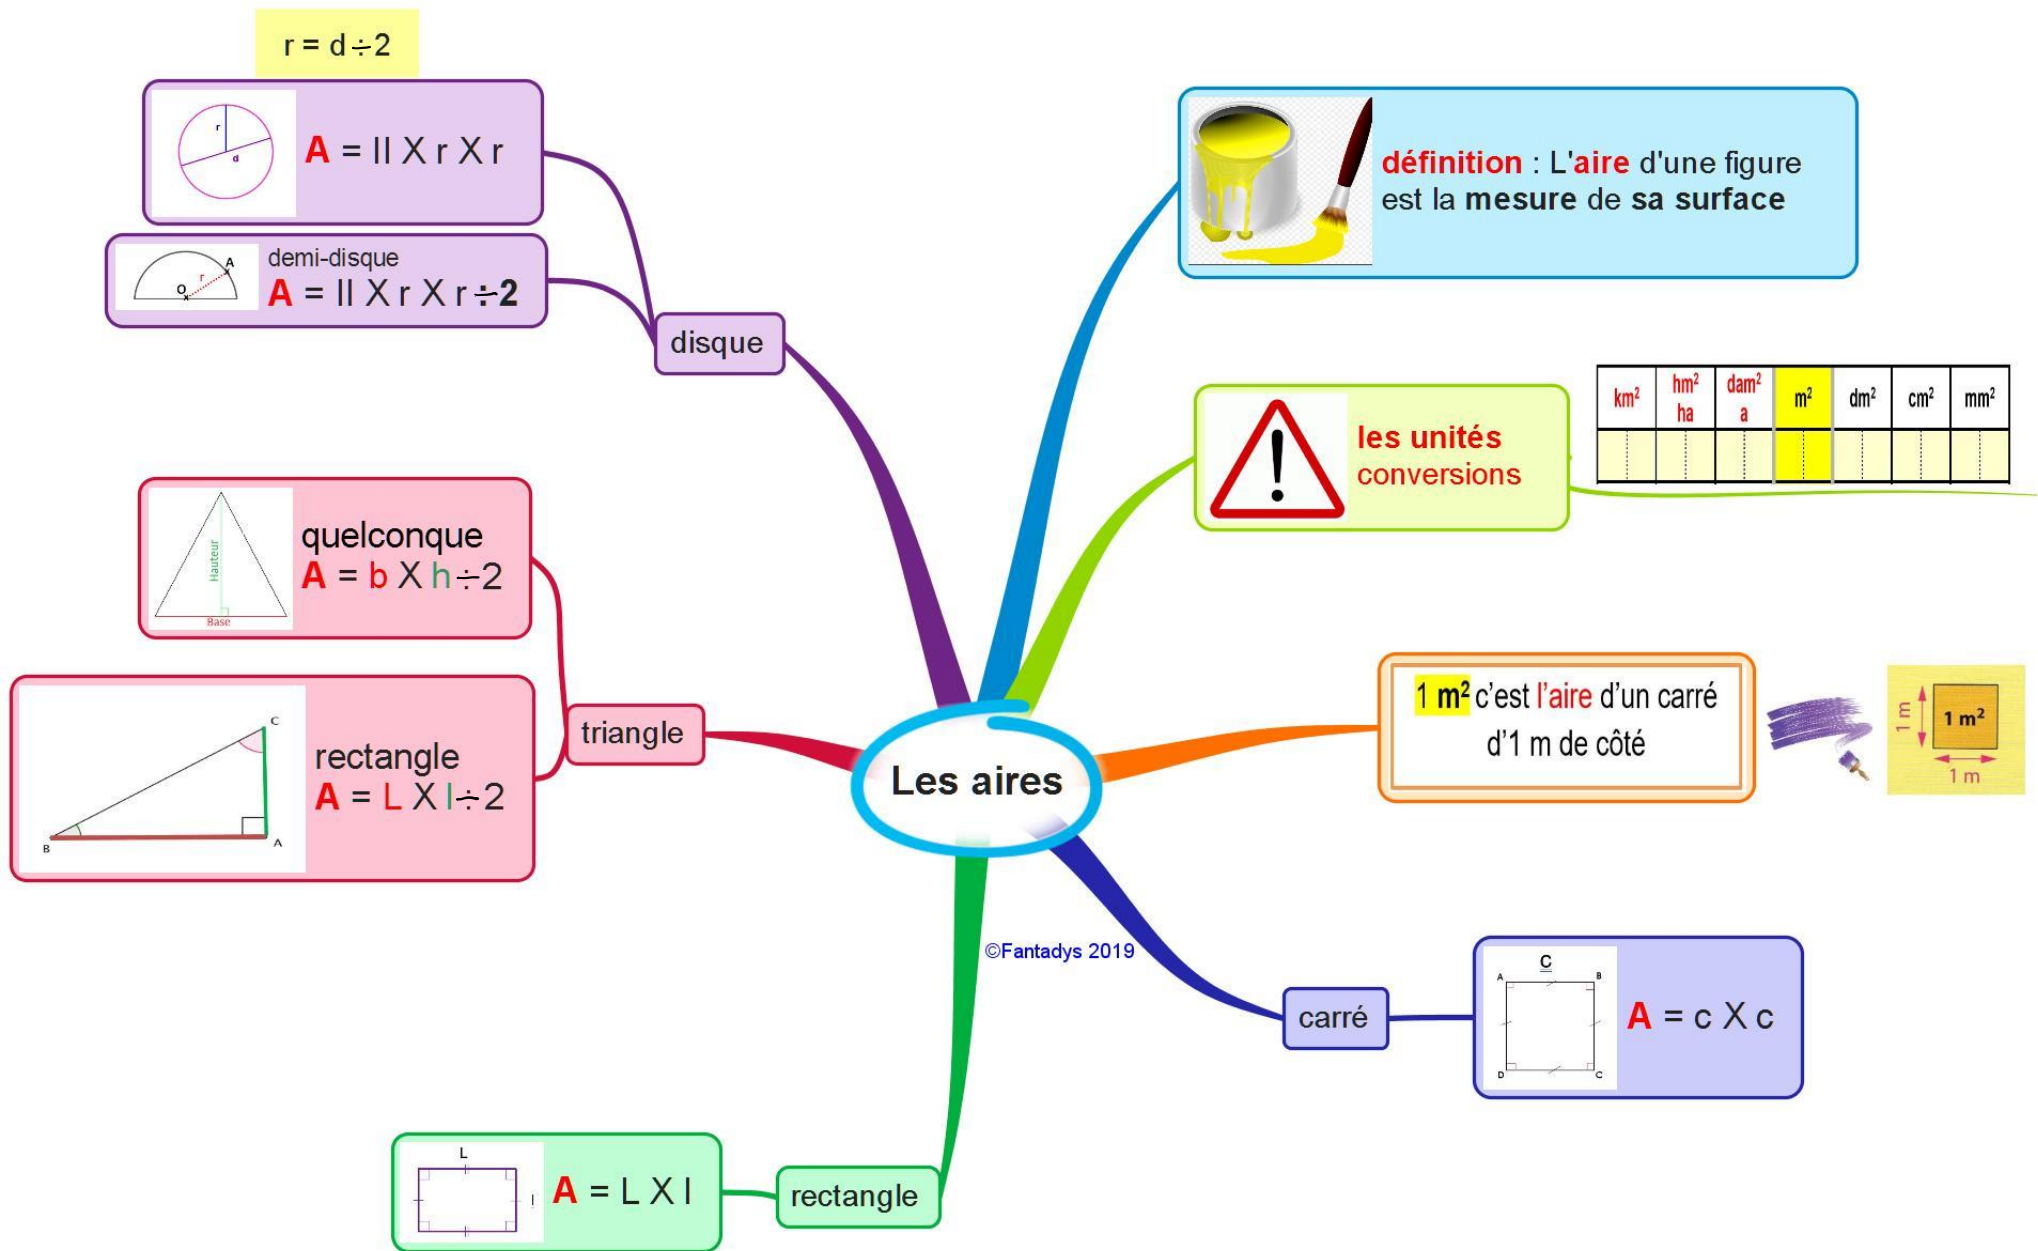 r = d÷2
r
d
A = II X r X r
demi-disque
A = II X r X r÷2
A
r
O
disque
définition : L'aire d'une figure
est la mesure de sa surface
les unités
conversions
km² hm² dam² m² dm² cm² mm²
ha a
quelconque
A = b X h÷2
Hauteur
Base
rectangle
A = L X l÷2
C
B
A
triangle
Les aires
1 m² c’est l’aire d’un carré
d’1 m de côté
1 m
1 m²
1 m
©Fantadys 2019
carré
C
A B
D C
A = c X c
L
l
A = L X l
rectangle